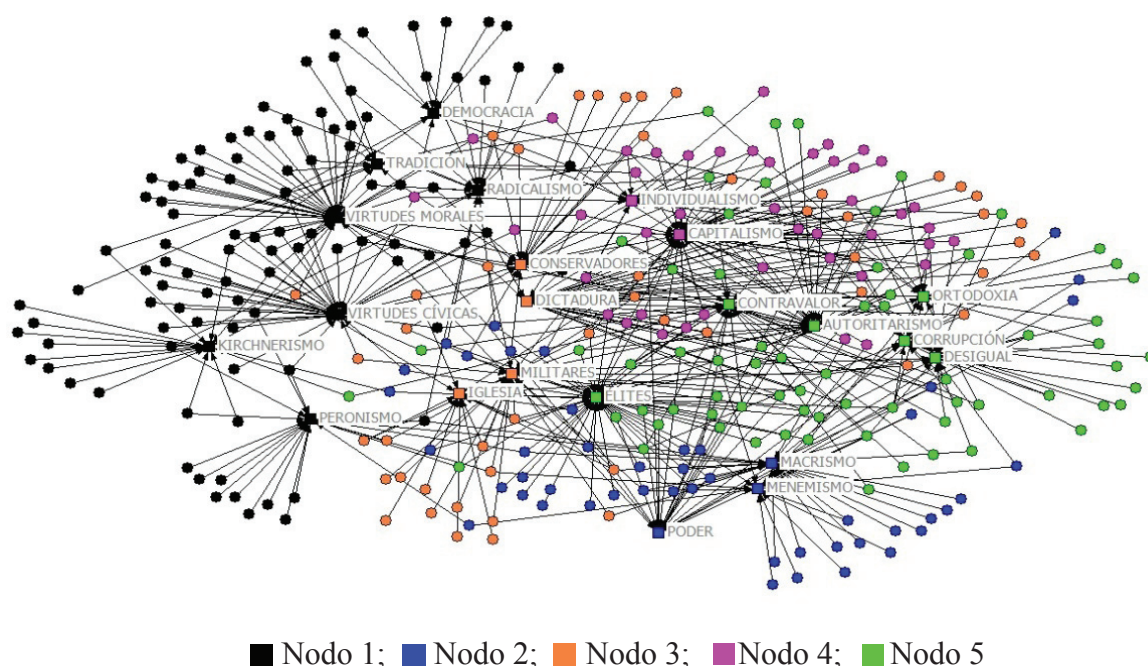 DEMOCRACIA
TRADICIÓN
RADICALISMO
INDIVIDUALISMO
VIRTUDES MORALES
CAPITALISMO
CONSERVADORES
DICTADURA
ORTODOXIA
CONTRAVALOR
VIRTUDES CÍVICAS
AUTORITARISMO
CORRUPCIÓN
KIRCHNERISMO
DESIGUAL
MILITARES
IGLESIA
ÉLITES
PERONISMO
MACRISMO
MENEMISMO
PODER
Nodo 1; Nodo 2; Nodo 3; Nodo 4; Nodo 5